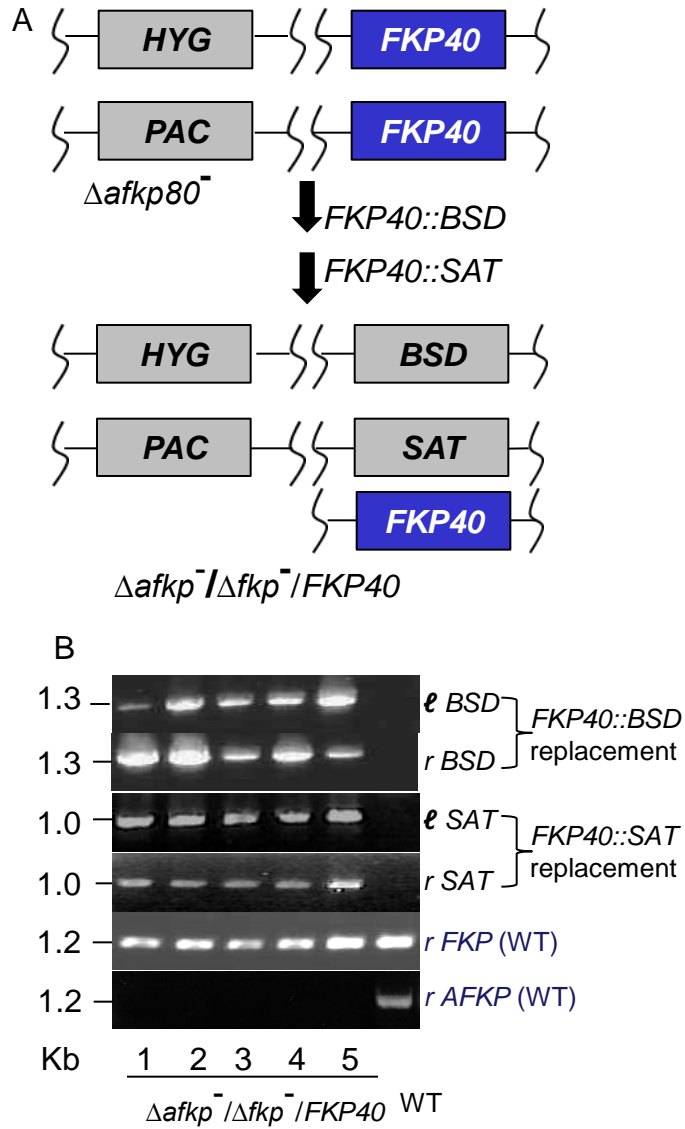 A
HYG FKP40
PAC FKP40
Δafkp80⁻
FKP40::BSD
FKP40::SAT
HYG BSD
PAC SAT
FKP40
Δafkp⁻/Δfkp⁻/FKP40
B
1.3 ℓ BSD
1.3 r BSD
FKP40::BSD
replacement
1.0 ℓ SAT
1.0 r SAT
FKP40::SAT
replacement
1.2 r FKP (WT)
1.2 r AFKP (WT)
Kb 1 2 3 4 5
Δafkp⁻/Δfkp⁻/FKP40 WT